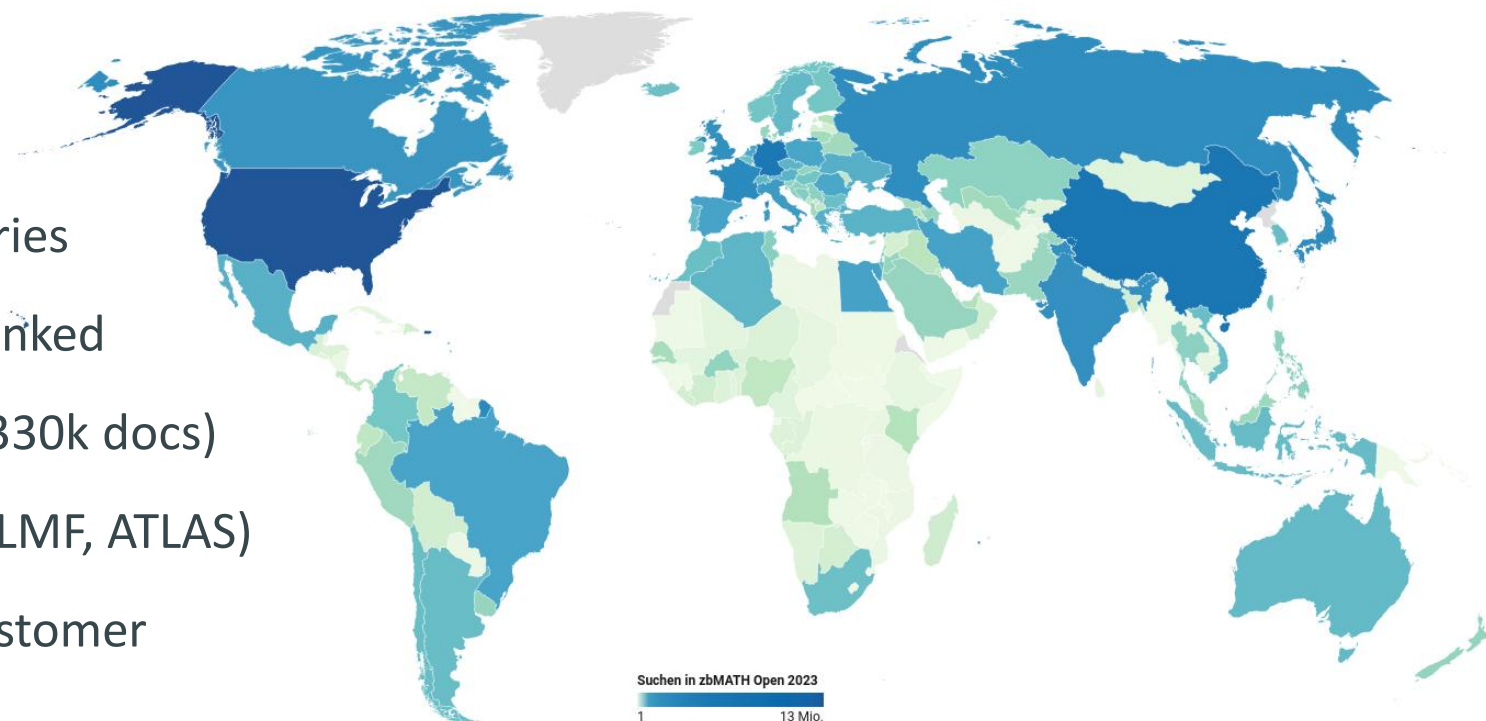 ries
nked
330k docs)
LMF, ATLAS)
stomer
Suchen in zbMATH Open 2023
1 13 Mio.